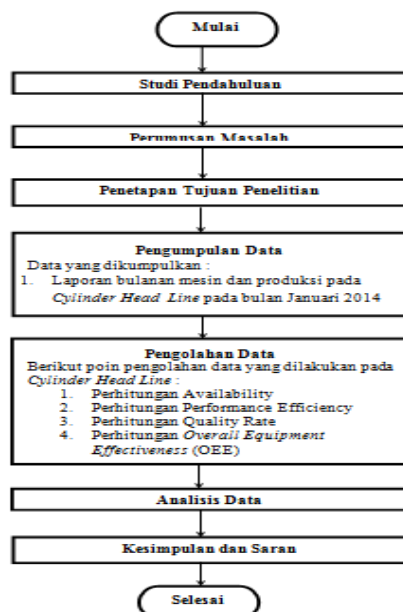 Mulai
Studi Pendahuluan
Perumusan Masalah
Penetapan Tujuan Penelitian
Pengumpulan Data
Data yang dikumpulkan :
1. Laporan bulanan mesin dan produksi pada
Cylinder Head Line pada bulan Januari 2014
Pengolahan Data
Berikut poin pengolahan data yang dilakukan pada
Cylinder Head Line :
1. Perhitungan Availability
2. Perhitungan Performance Efficiency
3. Perhitungan Quality Rate
4. Perhitungan Overall Equipment
Effectiveness (OEE)
Analisis Data
Kesimpulan dan Saran
Selesai